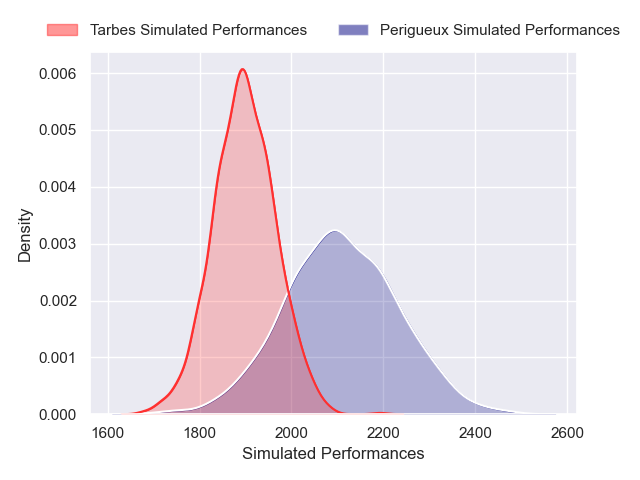 Tarbes Simulated Performances
Perigueux Simulated Performances
0.006
0.005
0.004
0.003
0.002
0.001
0.000
Density
1600 1800 2000 2200 2400 2600
Simulated Performances